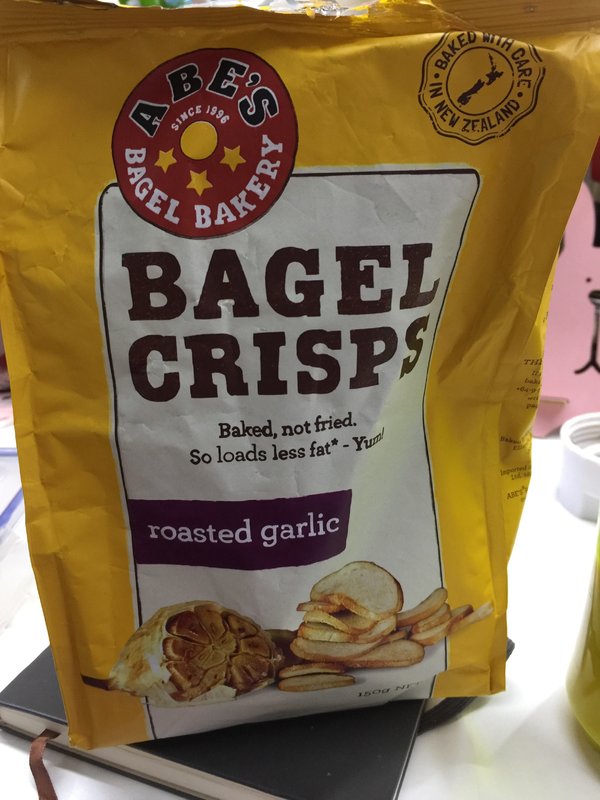 ABE'S
SINCE 1996
BAGEL BAKERY
BAKED WITH CARE
IN NEW ZEALAND
BAGEL
CRISPS
Baked, not fried.
So loads less fat* - Yum!
roasted garlic
150g NET